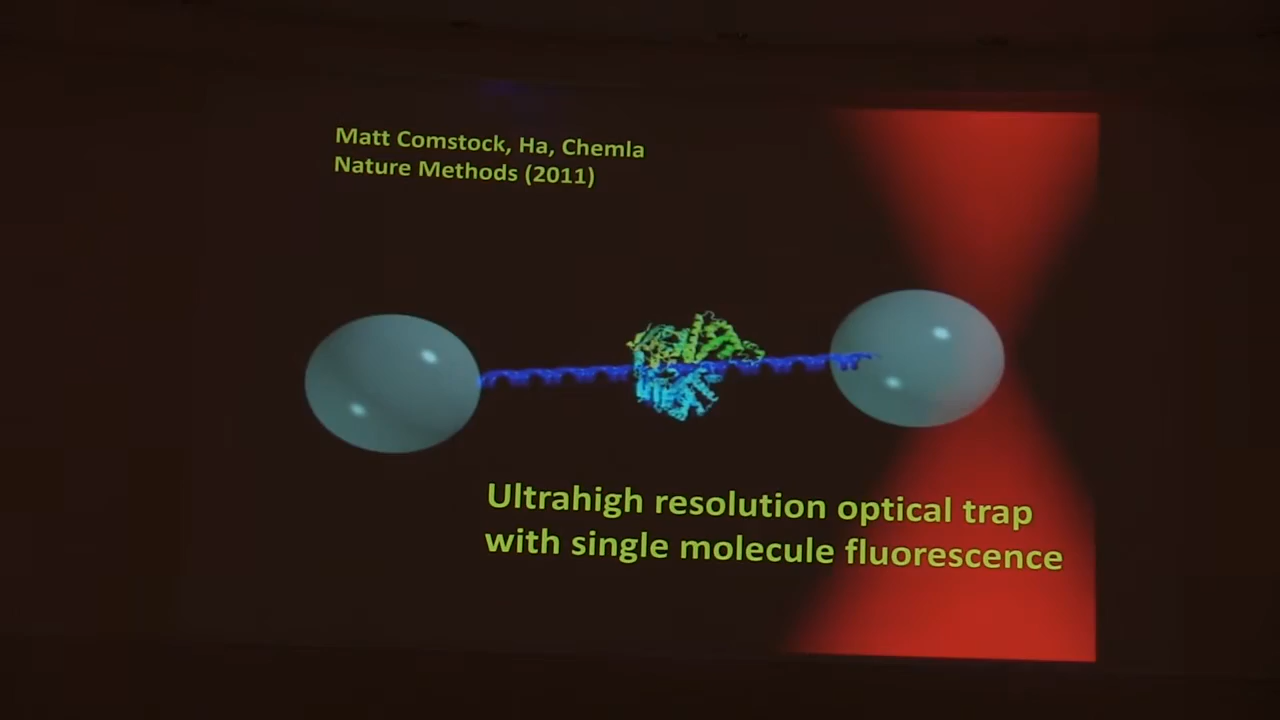 Matt Comstock, Ha, Chemla
Nature Methods (2011)
Ultrahigh resolution optical trap
with single molecule fluorescence